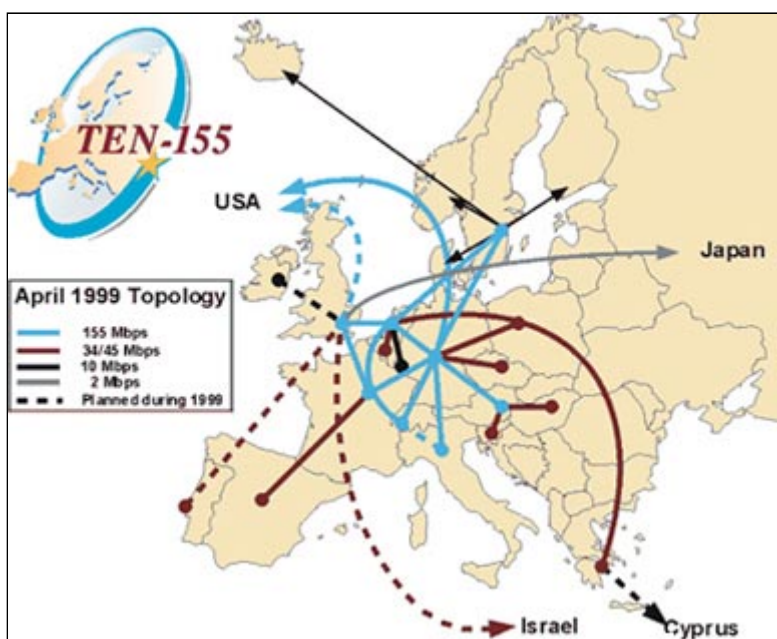 TEN-155
USA
Japan
April 1999 Topology
155 Mbps
34/45 Mbps
10 Mbps
2 Mbps
Planned during 1999
Israel
Cyprus